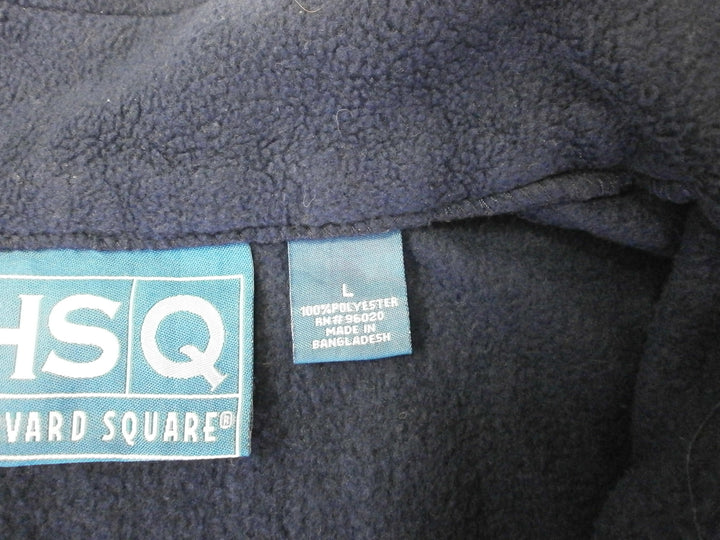 HSQ
VARD SQUARE®
L
100%POLYESTER
RN#96020
MADE IN
BANGLADESH